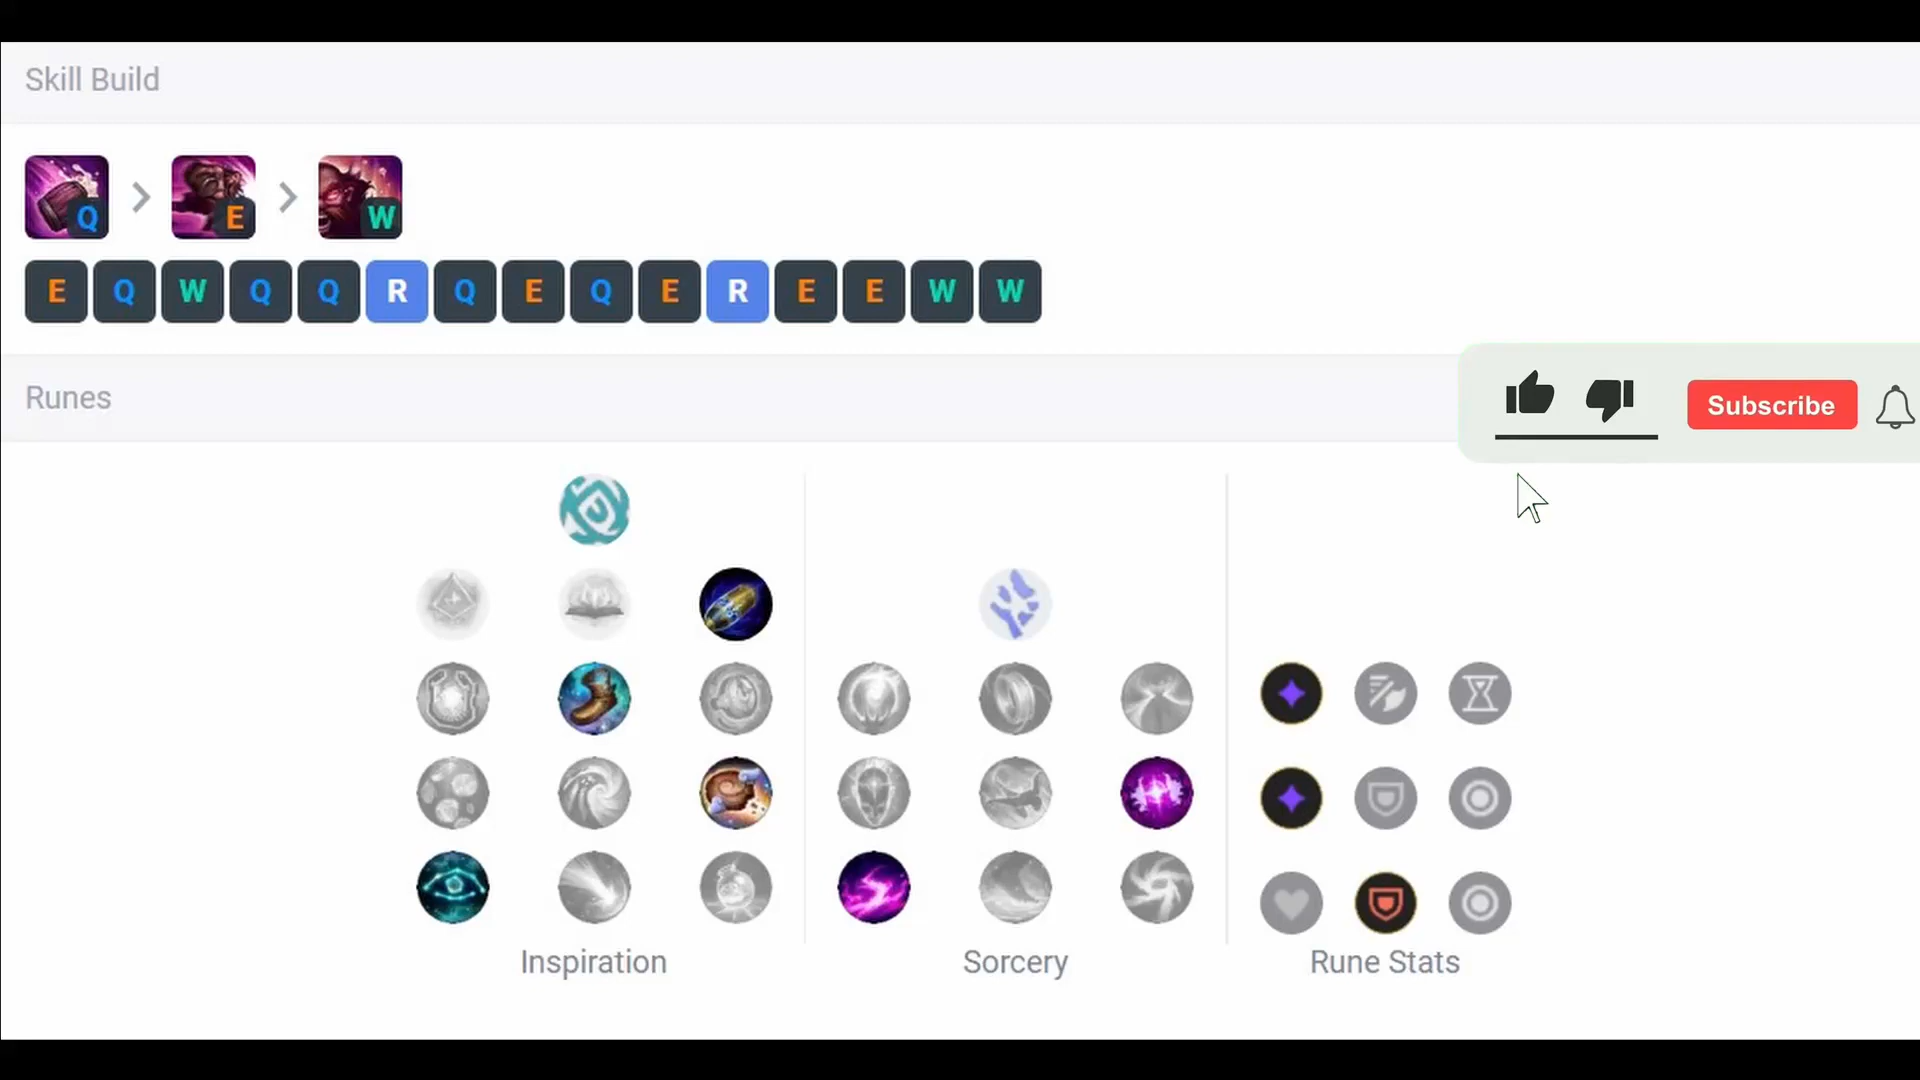 Skill Build
Q E W
E Q W Q Q R Q E Q E R E E W W
Runes
Subscribe
Inspiration Sorcery Rune Stats